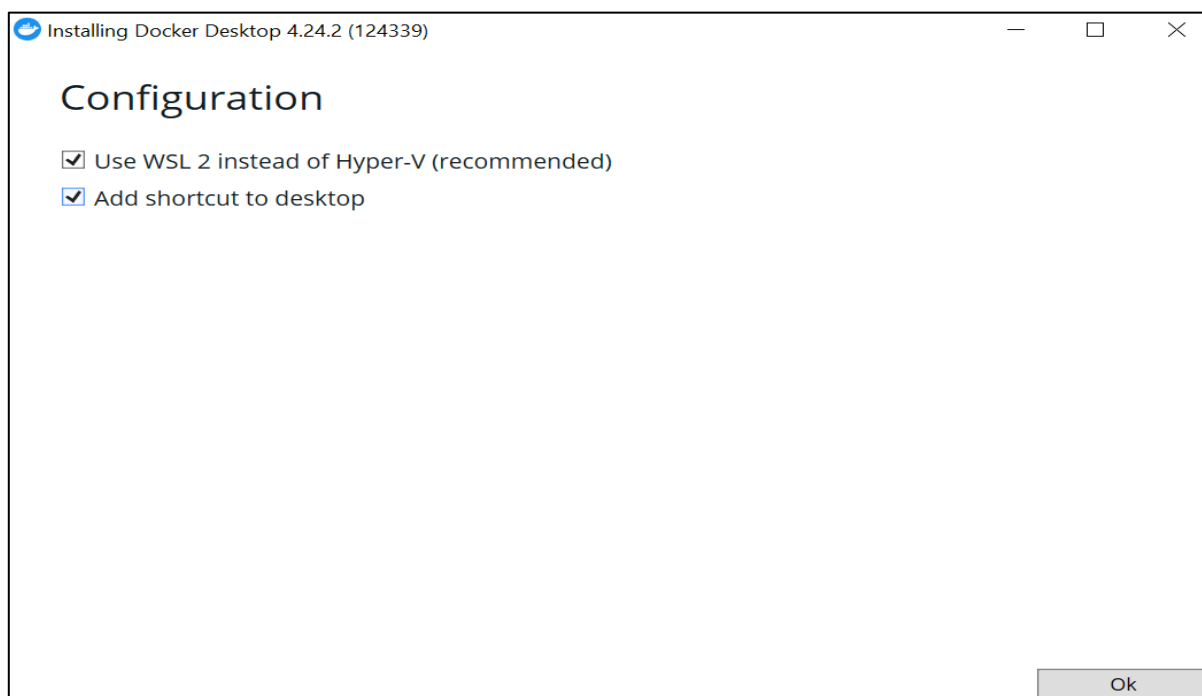 Installing Docker Desktop 4.24.2 (124339)
Configuration
Use WSL 2 instead of Hyper-V (recommended)
Add shortcut to desktop
Ok